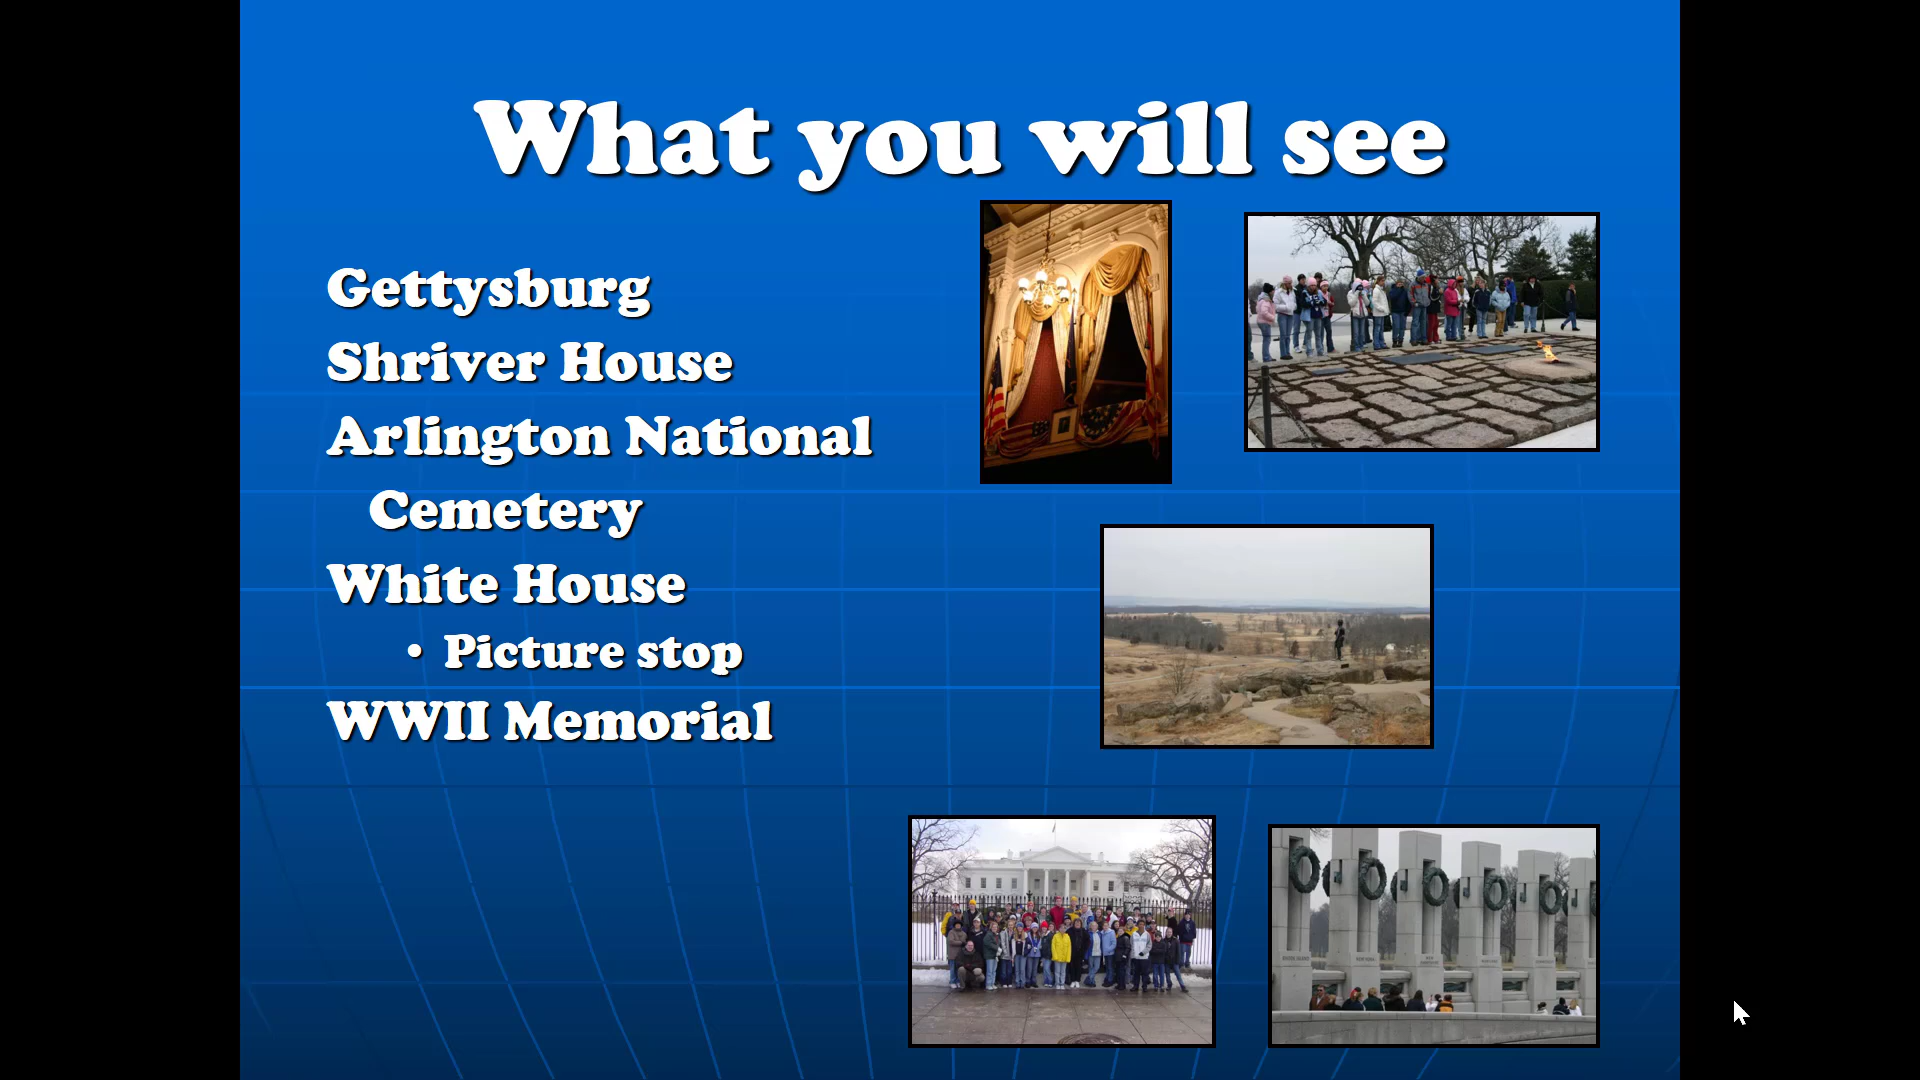 What you will see
Gettysburg
Shriver House
Arlington National
Cemetery
White House
• Picture stop
WWII Memorial